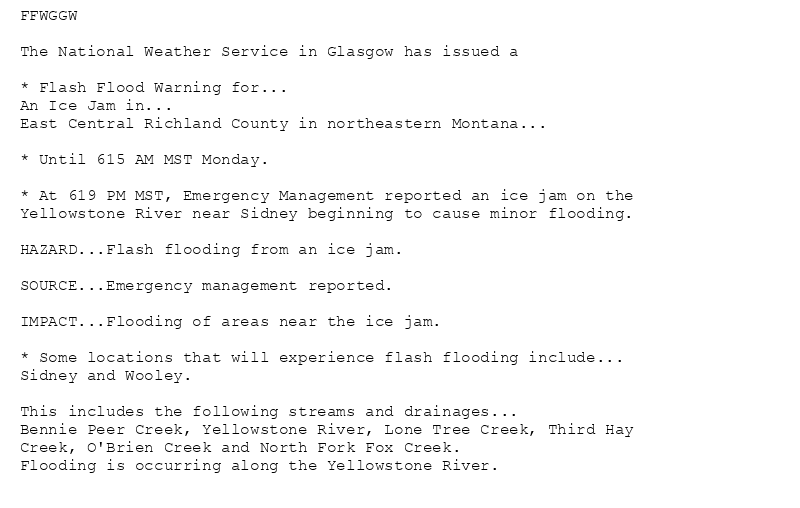 FFWGGW
The National Weather Service in Glasgow has issued a
* Flash Flood Warning for...
An Ice Jam in...
East Central Richland County in northeastern Montana...
* Until 615 AM MST Monday.
* At 619 PM MST, Emergency Management reported an ice jam on the
Yellowstone River near Sidney beginning to cause minor flooding.
HAZARD...Flash flooding from an ice jam.
SOURCE...Emergency management reported.
IMPACT...Flooding of areas near the ice jam.
* Some locations that will experience flash flooding include...
Sidney and Wooley.
This includes the following streams and drainages...
Bennie Peer Creek, Yellowstone River, Lone Tree Creek, Third Hay
Creek, O'Brien Creek and North Fork Fox Creek.
Flooding is occurring along the Yellowstone River.